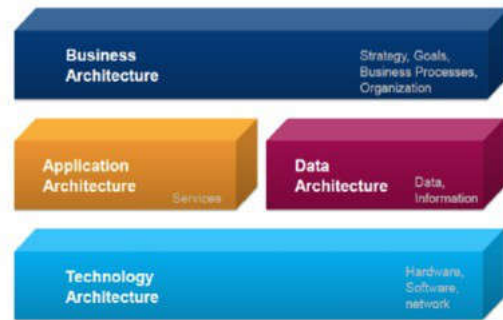 Business
Architecture
Strategy, Goals,
Business Processes,
Organization
Application
Architecture
Services
Data
Architecture
Data,
Information
Technology
Architecture
Hardware,
Software,
network